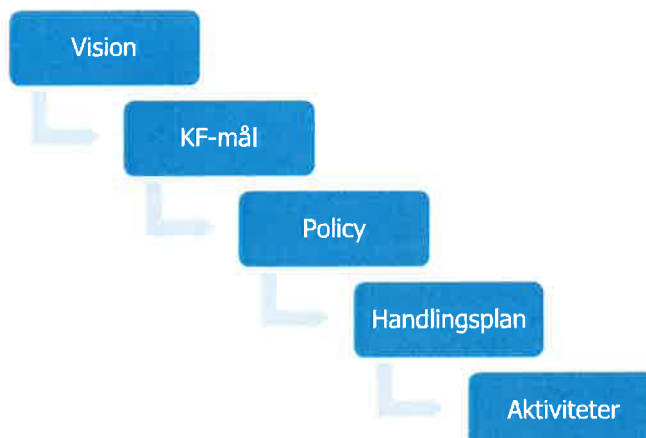 Vision
KF-mål
Policy
Handlingsplan
Aktiviteter